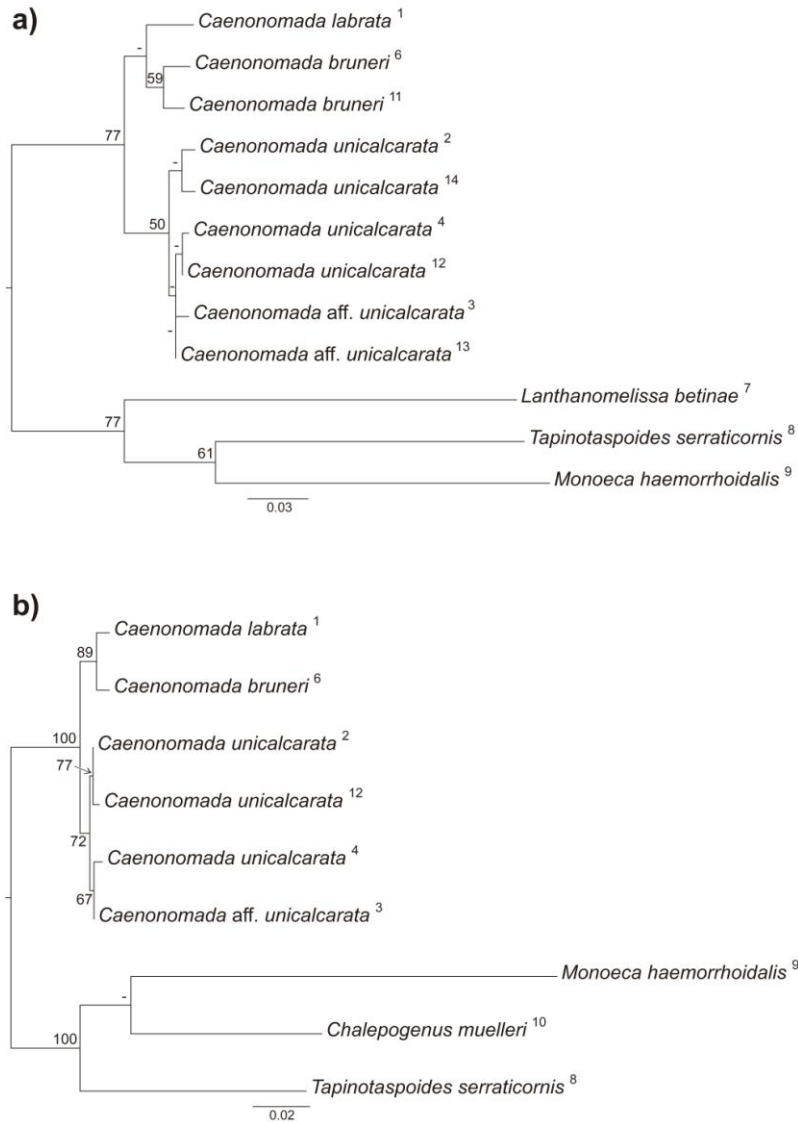 a)
Caenonomada labrata 1
-
Caenonomada bruneri 6
59
Caenonomada bruneri 11
77
Caenonomada unicalcarata 2
-
Caenonomada unicalcarata 14
50
Caenonomada unicalcarata 4
-
Caenonomada unicalcarata 12
-
-
Caenonomada aff. unicalcarata 3
-
Caenonomada aff. unicalcarata 13
Lanthanomelissa betinae 7
77
Tapinotaspoides serraticornis 8
61
Monoeca haemorrhoidalis 9
0.03
b)
Caenonomada labrata 1
89
Caenonomada bruneri 6
100
Caenonomada unicalcarata 2
77
Caenonomada unicalcarata 12
72
Caenonomada unicalcarata 4
67
-
Caenonomada aff. unicalcarata 3
Monoeca haemorrhoidalis 9
-
Chalepogenus muelleri 10
100
Tapinotaspoides serraticornis 8
0.02